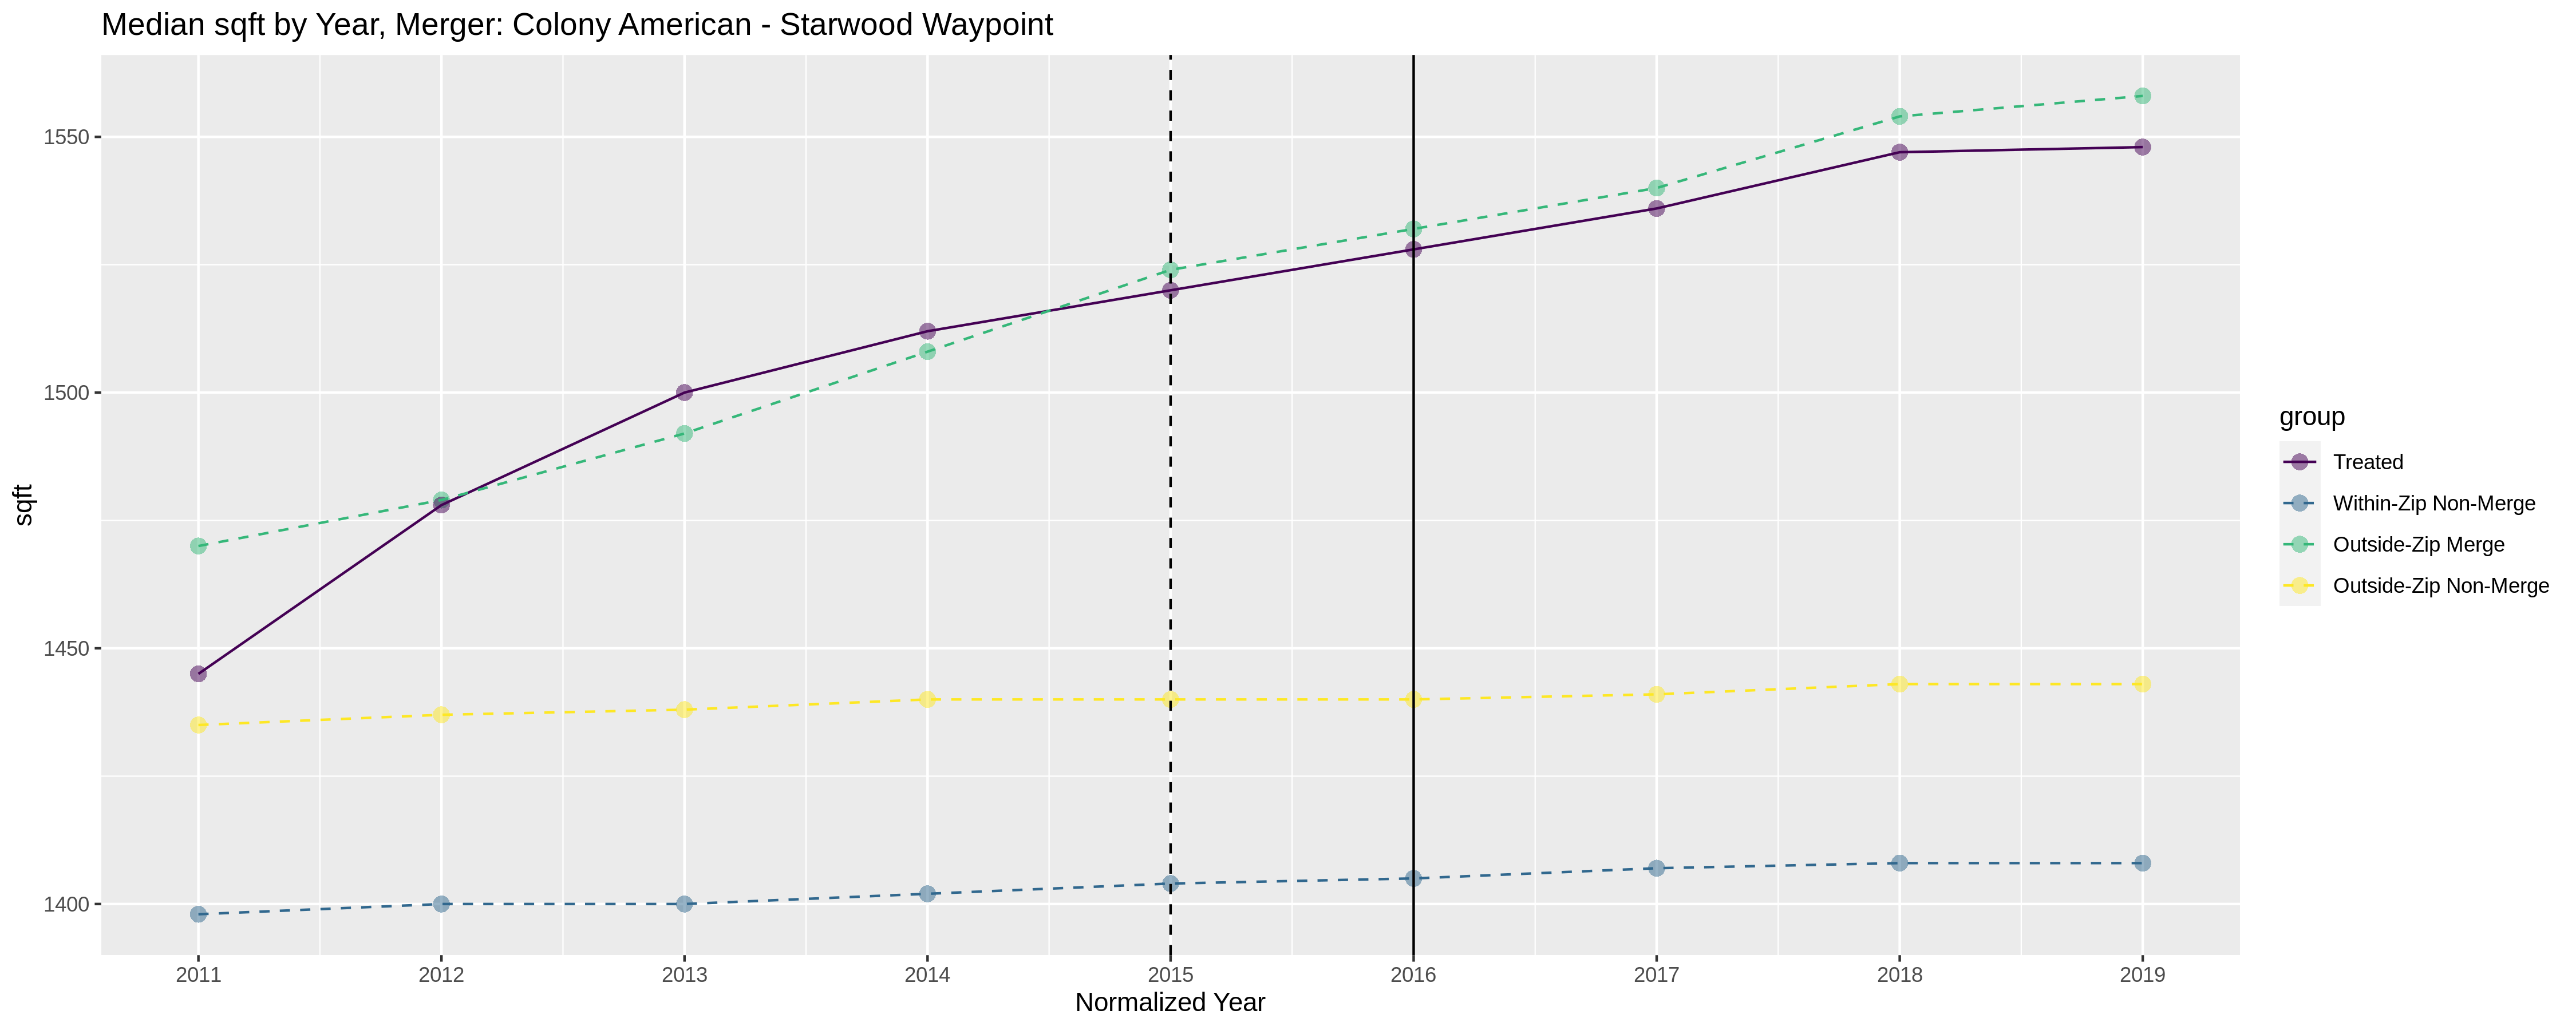 Median sqft by Year, Merger: Colony American - Starwood Waypoint
sqft
1550
1500
1450
1400
2011 2012 2013 2014 2015 2016 2017 2018 2019
Normalized Year
group
Treated
Within-Zip Non-Merge
Outside-Zip Merge
Outside-Zip Non-Merge